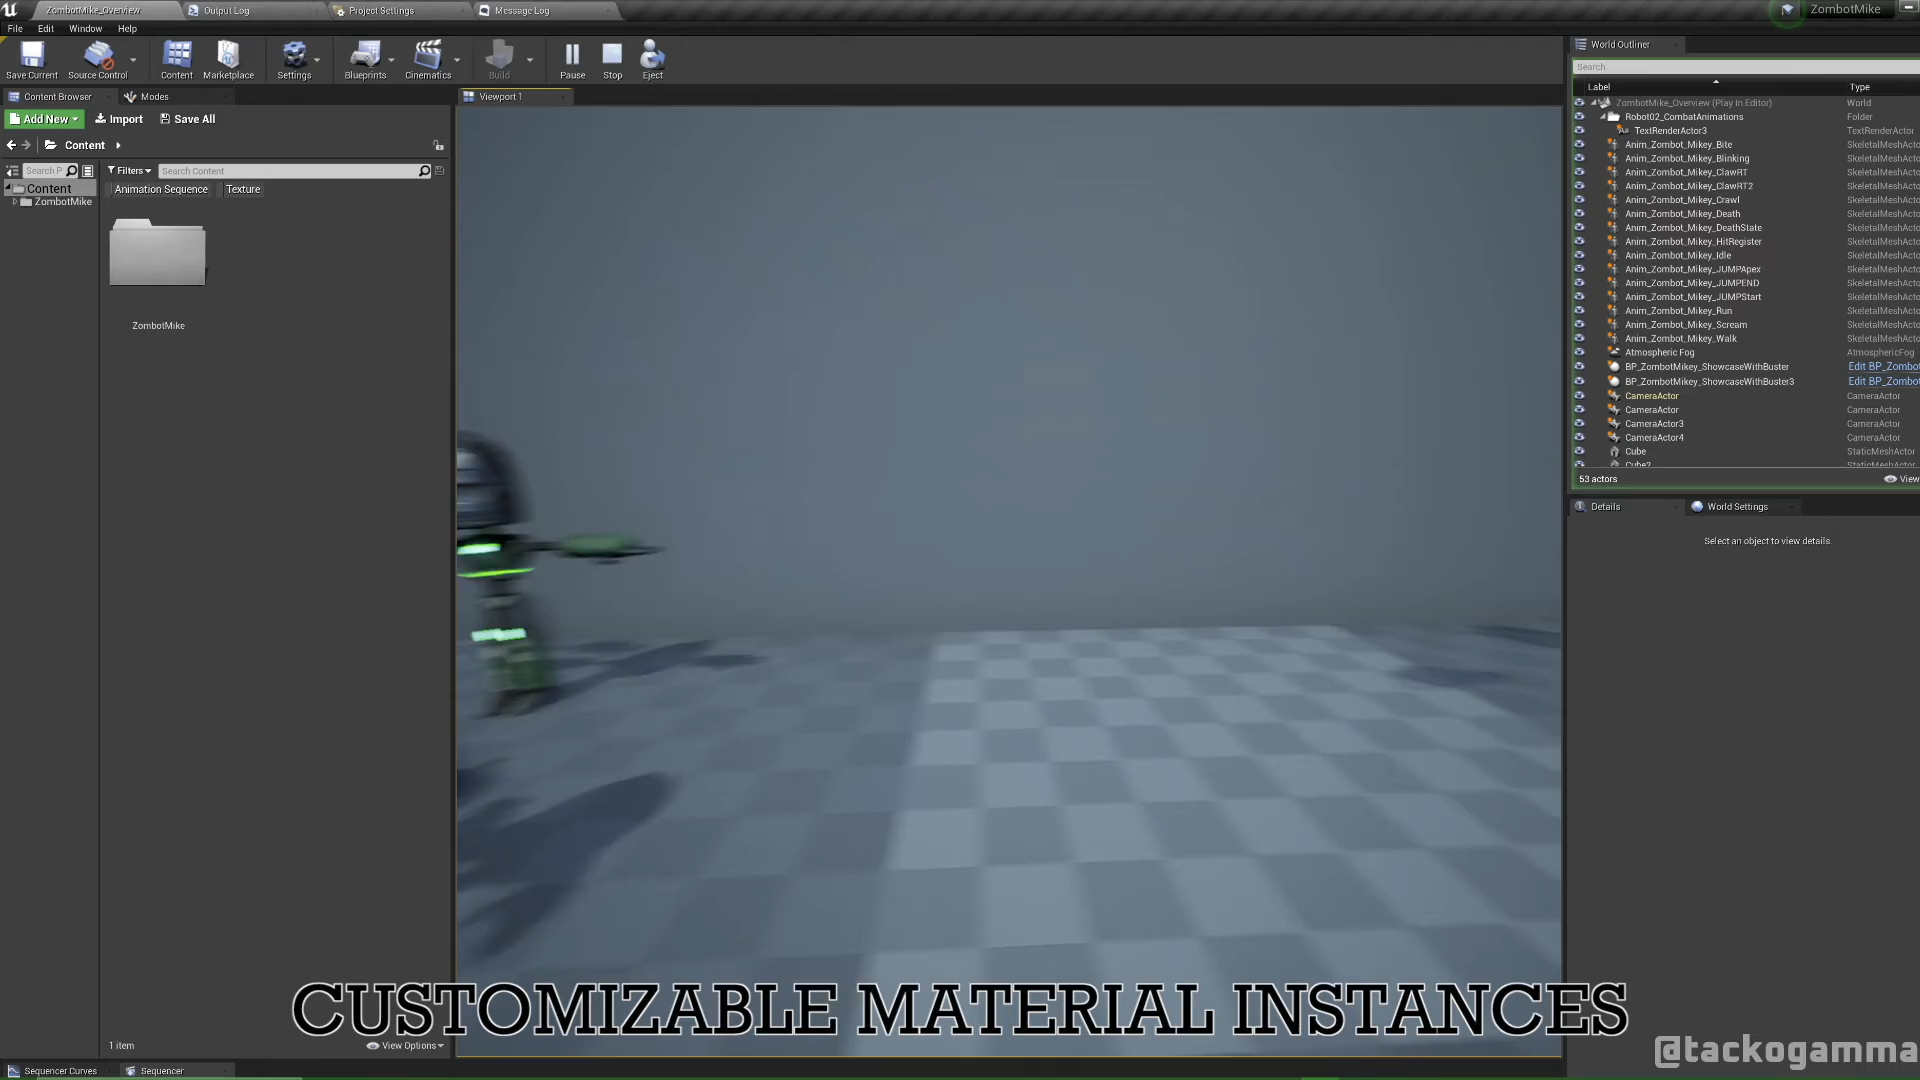 ZombotMike_Overview
Output Log
Project Settings
Message Log
ZombotMike
File Edit Window Help
Save Current
Source Control
Content
Marketplace
Settings
Blueprints
Cinematics
Build
Pause
Stop
Eject
Content Browser
Modes
Add New
Import
Save All
Content
Search P
Filters
Search Content
Content
ZombotMike
Animation Sequence
Texture
ZombotMike
1 item
View Options
Sequencer Curves
Sequencer
Viewport 1
World Outliner
Search...
Label Type
ZombotMike_Overview (Play In Editor) World
Robot02_CombatAnimations Folder
TextRenderActor3 TextRenderActor
Anim_Zombot_Mikey_Bite SkeletalMeshActo
Anim_Zombot_Mikey_Blinking SkeletalMeshActo
Anim_Zombot_Mikey_ClawRT SkeletalMeshActo
Anim_Zombot_Mikey_ClawRT2 SkeletalMeshActo
Anim_Zombot_Mikey_Crawl SkeletalMeshActo
Anim_Zombot_Mikey_Death SkeletalMeshActo
Anim_Zombot_Mikey_DeathState SkeletalMeshActo
Anim_Zombot_Mikey_HitRegister SkeletalMeshActo
Anim_Zombot_Mikey_Idle SkeletalMeshActo
Anim_Zombot_Mikey_JUMPApex SkeletalMeshActo
Anim_Zombot_Mikey_JUMPEND SkeletalMeshActo
Anim_Zombot_Mikey_JUMPStart SkeletalMeshActo
Anim_Zombot_Mikey_Run SkeletalMeshActo
Anim_Zombot_Mikey_Scream SkeletalMeshActo
Anim_Zombot_Mikey_Walk SkeletalMeshActo
Atmospheric Fog AtmosphericFog
BP_ZombotMikey_ShowcaseWithBuster Edit BP_Zombot
BP_ZombotMikey_ShowcaseWithBuster3 Edit BP_Zombot
CameraActor CameraActor
CameraActor CameraActor
CameraActor3 CameraActor
CameraActor4 CameraActor
Cube StaticMeshActor
Cube2 StaticMeshActor
53 actors
View
Details
World Settings
Select an object to view details.
CUSTOMIZABLE MATERIAL INSTANCES
@tackogamma